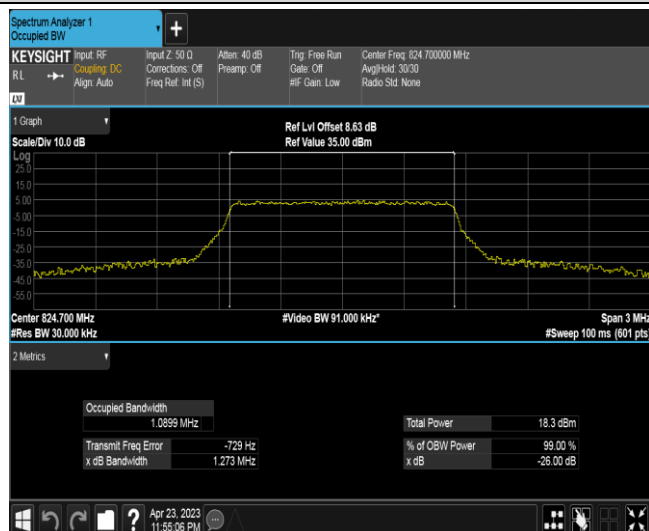 Spectrum Analyzer 1
Occupied BW
+
KEYSIGHT
RL
LXI
Input: RF
Coupling: DC
Align: Auto
Input Z: 50 Ω
Corrections: Off
Freq Ref: Int (S)
Atten: 40 dB
Preamp: Off
Trig: Free Run
Gate: Off
#IF Gain: Low
Center Freq: 824.700000 MHz
Avg|Hold: 30/30
Radio Std: None
1 Graph
Scale/Div 10.0 dB
Ref Lvl Offset 8.63 dB
Ref Value 35.00 dBm
Log
25.0
15.0
5.00
-5.00
-15.0
-25.0
-35.0
-45.0
-55.0
Center 824.700 MHz
#Video BW 91.000 kHz*
Span 3 MHz
#Res BW 30.000 kHz
#Sweep 100 ms (601 pts)
2 Metrics
Occupied Bandwidth
1.0899 MHz
Transmit Freq Error -729 Hz
x dB Bandwidth 1.273 MHz
Total Power 18.3 dBm
% of OBW Power 99.00 %
x dB -26.00 dB
?
Apr 23, 2023
11:55:06 PM